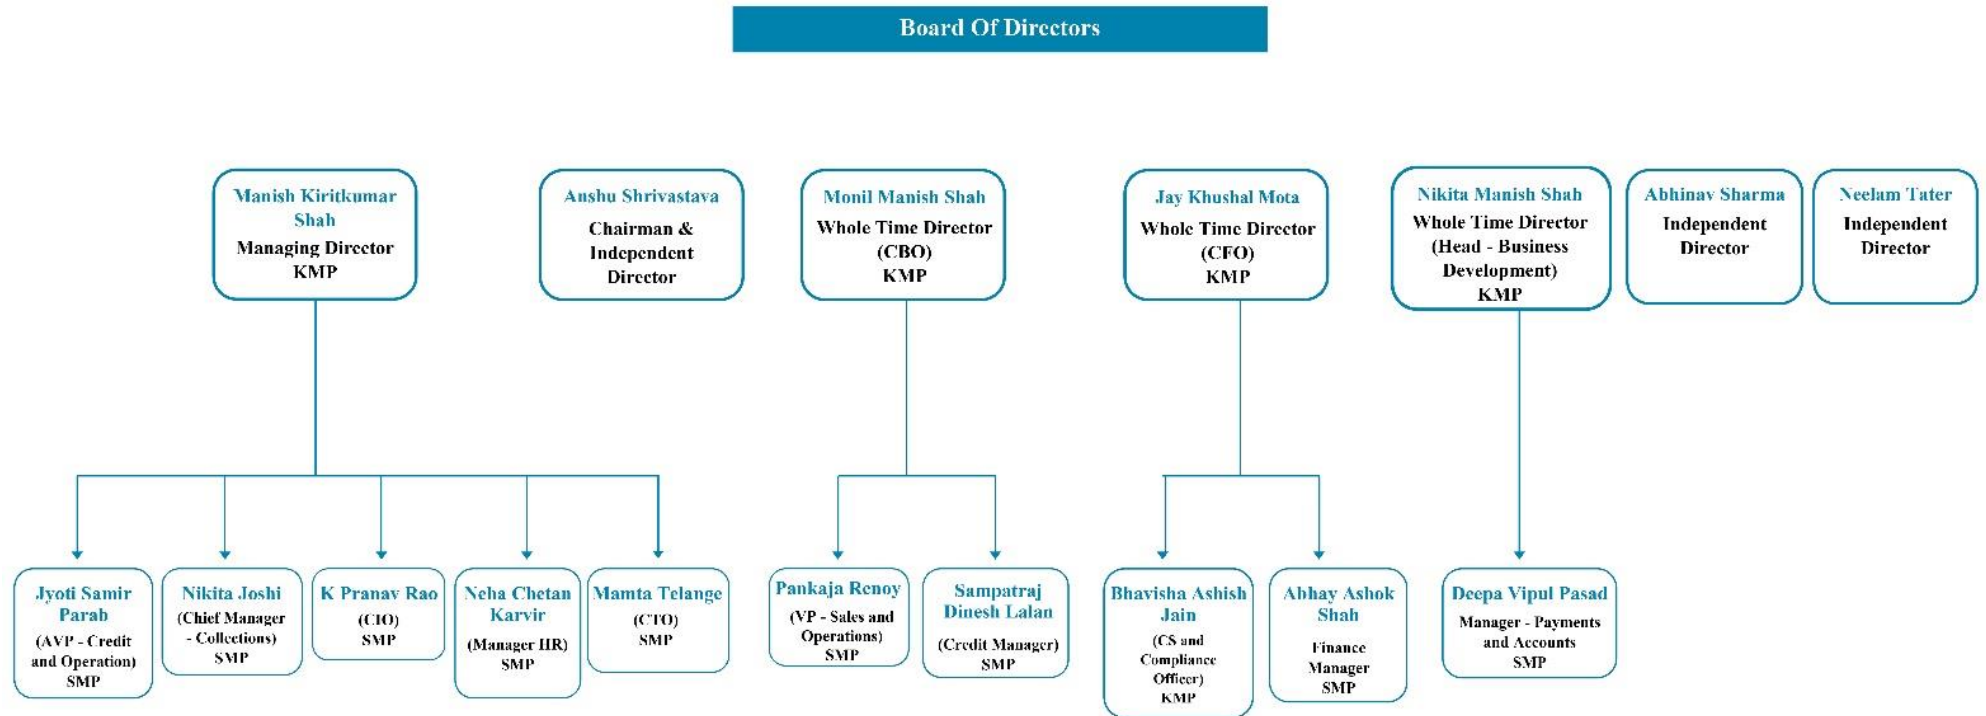 Board Of Directors
Manish Kiritkumar
Shah
Managing Director
KMP
Anshu Shrivastava
Chairman &
Independent
Director
Monil Manish Shah
Whole Time Director
(CBO)
KMP
Jay Khushal Mota
Whole Time Director
(CFO)
KMP
Nikita Manish Shah
Whole Time Director
(Head - Business
Development)
KMP
Abhinav Sharma
Independent
Director
Neelam Tater
Independent
Director
Jyoti Samir
Parab
(AVP - Credit
and Operation)
SMP
Nikita Joshi
(Chief Manager
- Collections)
SMP
K Pranav Rao
(CIO)
SMP
Neha Chetan
Karvir
(Manager HR)
SMP
Mamta Telange
(CTO)
SMP
Pankaja Renoy
(VP - Sales and
Operations)
SMP
Sampatraj
Dinesh Lalan
(Credit Manager)
SMP
Bhavisha Ashish
Jain
(CS and
Compliance
Officer)
KMP
Abhay Ashok
Shah
Finance
Manager
SMP
Deepa Vipul Pasad
Manager - Payments
and Accounts
SMP